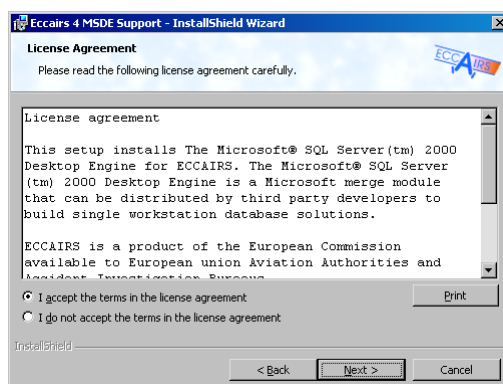 Eccairs 4 MSDE Support - InstallShield Wizard
License Agreement
Please read the following license agreement carefully.
ECCAIRS
License agreement
This setup installs The Microsoft® SQL Server(tm) 2000
Desktop Engine for ECCAIRS. The Microsoft® SQL Server
(tm) 2000 Desktop Engine is a Microsoft merge module
that can be distributed by third party developers to
build single workstation database solutions.
ECCAIRS is a product of the European Commission
available to European union Aviation Authorities and
Accident Investigation Bureaus
I accept the terms in the license agreement
Print
I do not accept the terms in the license agreement
InstallShield
< Back
Next >
Cancel